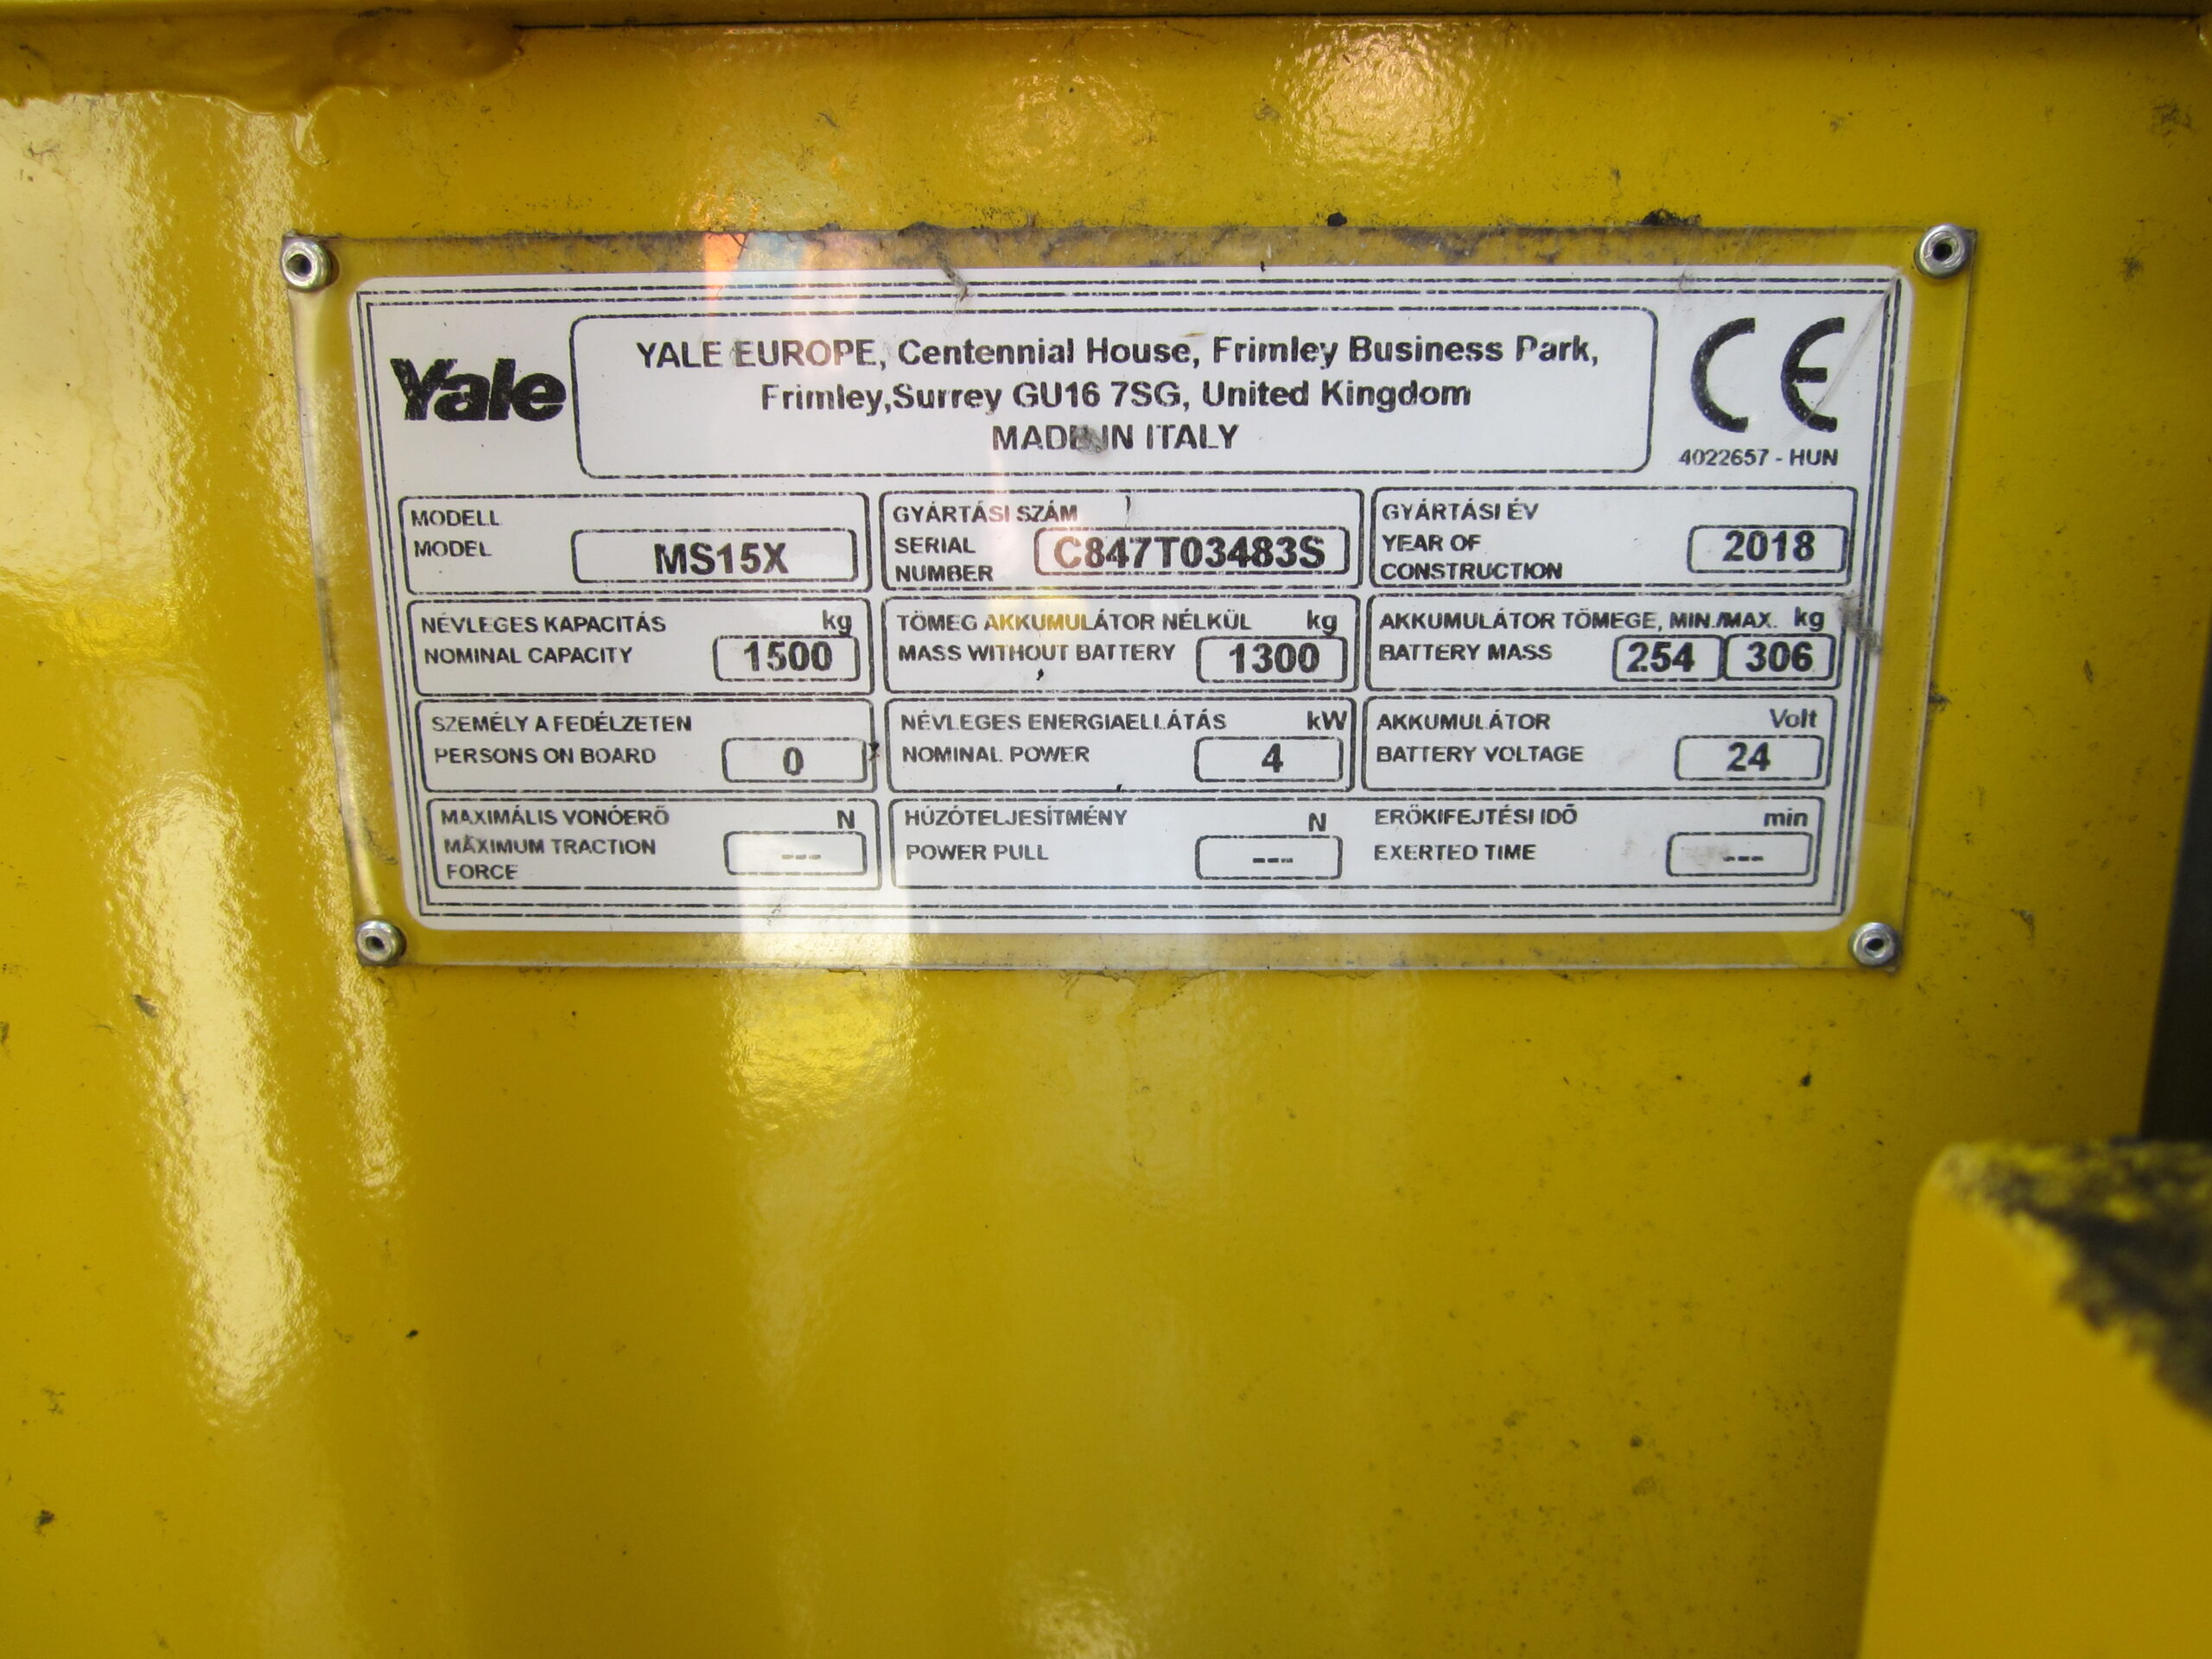 Yale
YALE EUROPE, Centennial House, Frimley Business Park,
Frimley,Surrey GU16 7SG, United Kingdom
MADE IN ITALY
CE
4022657 - HUN
MODELL
MODEL
MS15X
GYÁRTÁSI SZÁM
SERIAL
NUMBER
C847T03483S
GYÁRTÁSI ÉV
YEAR OF
CONSTRUCTION
2018
NÉVLEGES KAPACITÁS kg
NOMINAL CAPACITY 1500
TÖMEG AKKUMULÁTOR NÉLKÜL kg
MASS WITHOUT BATTERY 1300
AKKUMULÁTOR TÖMEGE, MIN./MAX. kg
BATTERY MASS 254 306
SZEMÉLY A FEDÉLZETEN
PERSONS ON BOARD 0
NÉVLEGES ENERGIAELLÁTÁS kW
NOMINAL POWER 4
AKKUMULÁTOR Volt
BATTERY VOLTAGE 24
MAXIMÁLIS VONÓERŐ N
MAXIMUM TRACTION
FORCE
---
HÚZÓTELJESÍTMÉNY N
POWER PULL ---
ERŐKIFEJTÉSI IDŐ min
EXERTED TIME ---